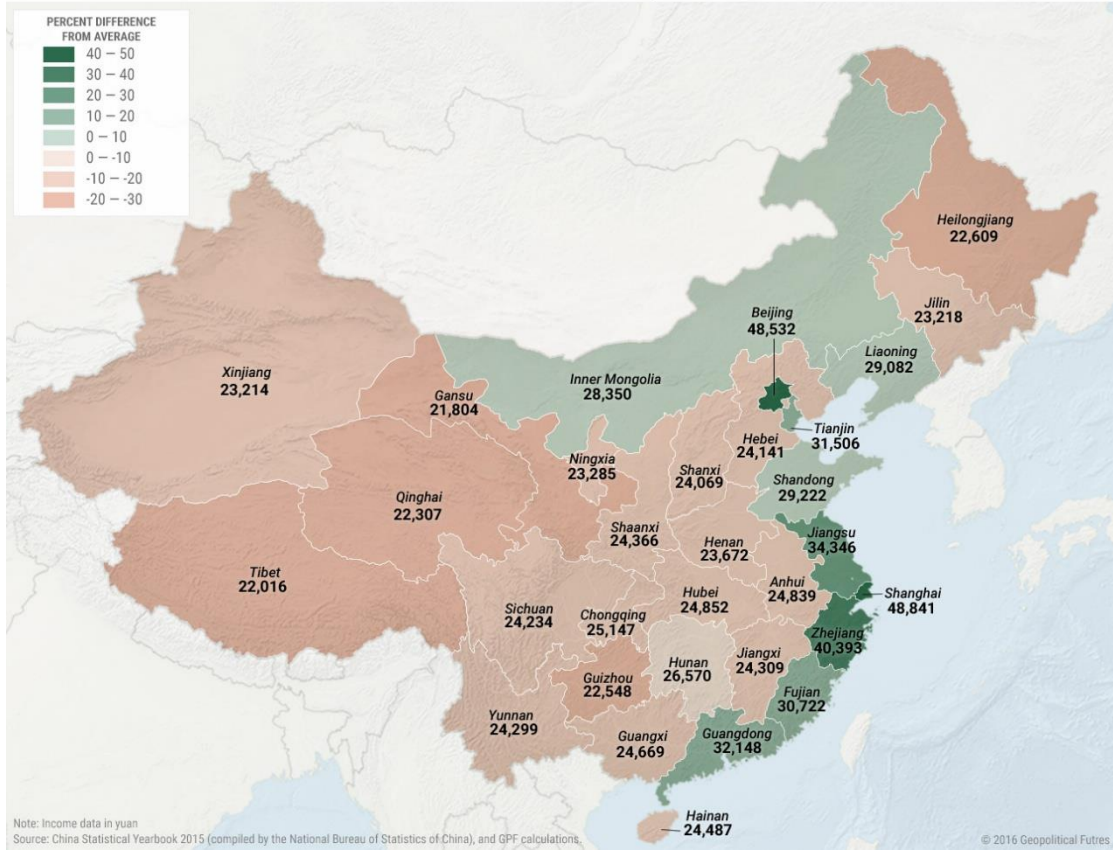 PERCENT DIFFERENCE
FROM AVERAGE
40 — 50
30 — 40
20 — 30
10 — 20
0 — 10
0 — -10
-10 — -20
-20 — -30
Heilongjiang
22,609
Jilin
23,218
Beijing
48,532
Liaoning
29,082
Xinjiang
23,214
Inner Mongolia
28,350
Gansu
21,804
Tianjin
31,506
Hebei
24,141
Ningxia
23,285
Shanxi
24,069
Shandong
29,222
Qinghai
22,307
Shaanxi
24,366
Henan
23,672
Jiangsu
34,346
Tibet
22,016
Anhui
24,839
Shanghai
48,841
Hubei
24,852
Sichuan
24,234
Chongqing
25,147
Zhejiang
40,393
Hunan
26,570
Jiangxi
24,309
Guizhou
22,548
Fujian
30,722
Yunnan
24,299
Guangxi
24,669
Guangdong
32,148
Hainan
24,487
Note: Income data in yuan
Source: China Statistical Yearbook 2015 (compiled by the National Bureau of Statistics of China), and GPF calculations.
© 2016 Geopolitical Futres